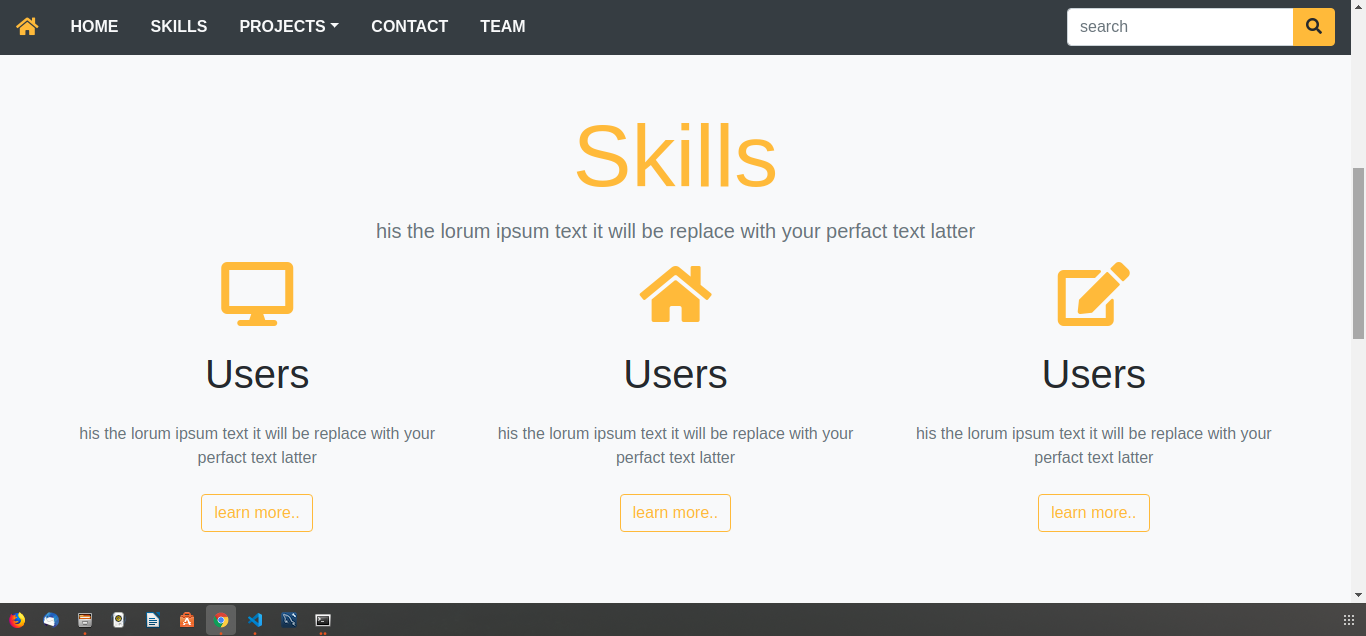 HOME SKILLS PROJECTS CONTACT TEAM search
Skills
his the lorum ipsum text it will be replace with your perfact text latter
Users
his the lorum ipsum text it will be replace with your
perfact text latter
learn more..
Users
his the lorum ipsum text it will be replace with your
perfact text latter
learn more..
Users
his the lorum ipsum text it will be replace with your
perfact text latter
learn more..